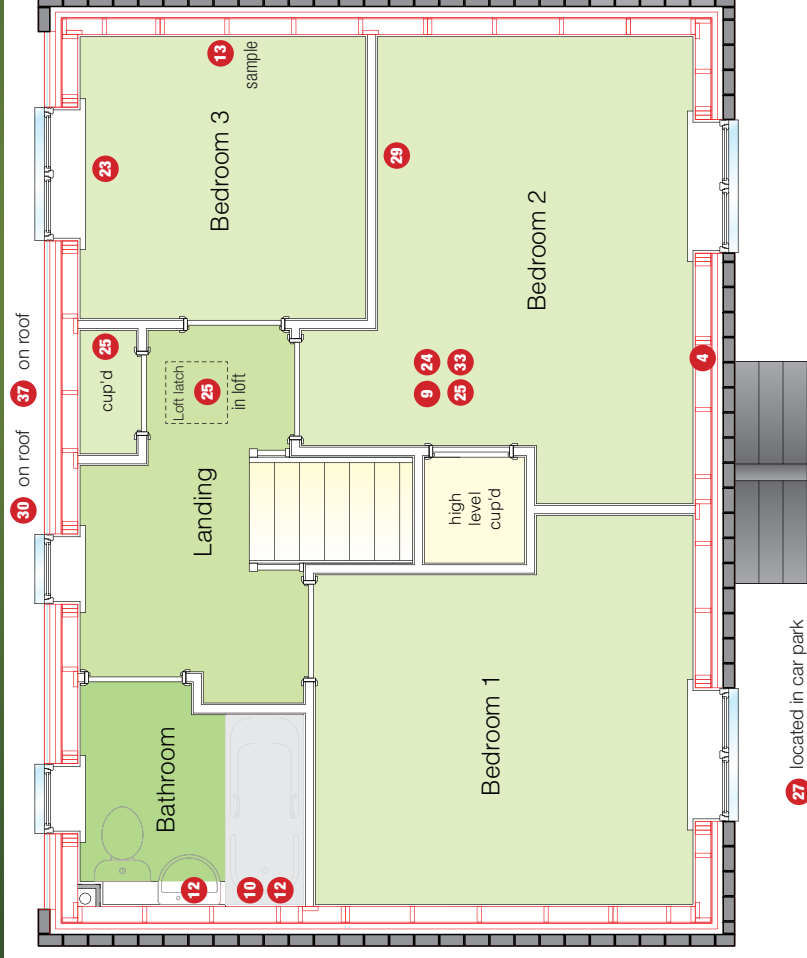 30 on roof
37 on roof
23
13
sample
Bedroom 3
25
cup'd
Loft latch
25
in loft
Landing
Bathroom
12
10
12
29
Bedroom 2
9
24
25
33
high
level
cup'd
Bedroom 1
4
27 located in car park